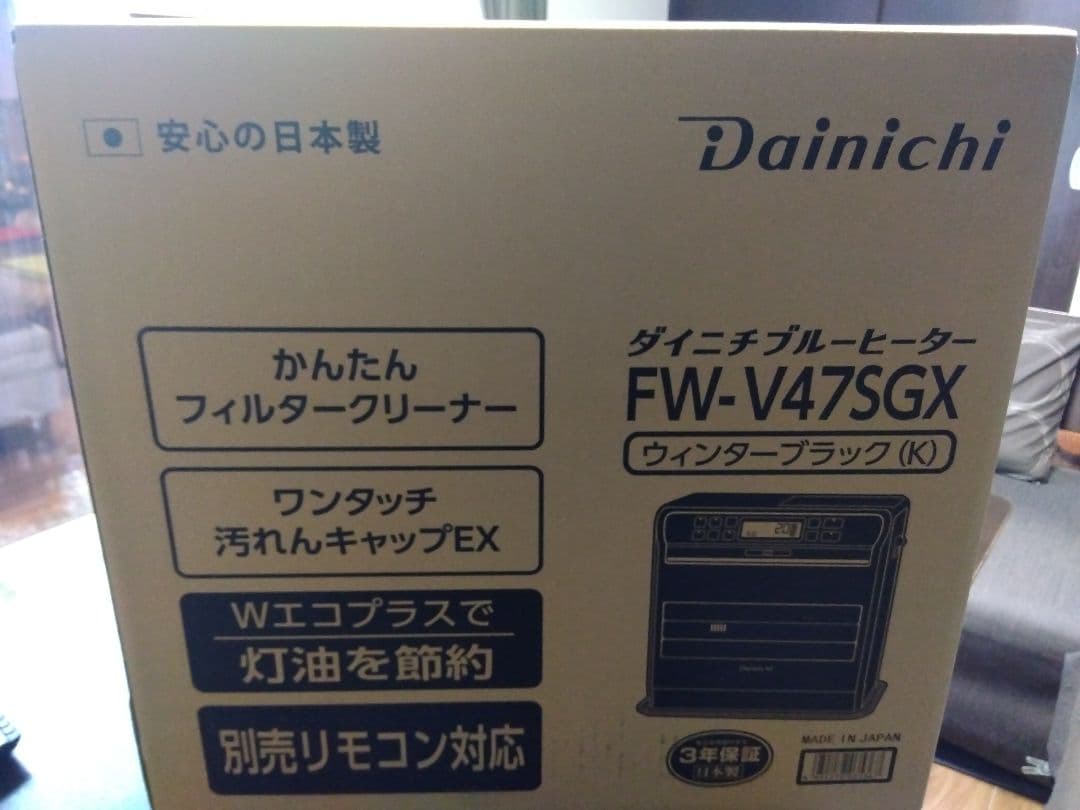 安心の日本製
Dainichi
かんたん
フィルタークリーナー
ワンタッチ
汚れんキャップEX
Wエコプラスで
灯油を節約
別売リモコン対応
ダイニチブルーヒーター
FW-V47SGX
ウィンターブラック(K)
Dainichi
3年保証
日本製
MADE IN JAPAN